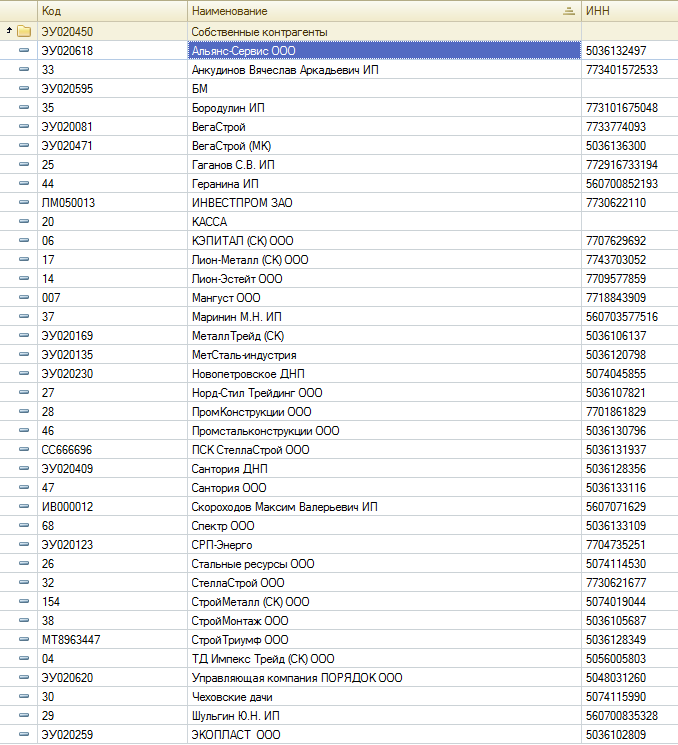 Код Наименование ИНН
ЭУ020450 Собственные контрагенты
ЭУ020618 Альянс-Сервис ООО 5036132497
33 Анкудинов Вячеслав Аркадьевич ИП 773401572533
ЭУ020595 БМ
35 Бородулин ИП 773101675048
ЭУ020081 ВегаСтрой 7733774093
ЭУ020471 ВегаСтрой (МК) 5036136300
25 Гаганов С.В. ИП 772916733194
44 Геранина ИП 560700852193
ЛМ050013 ИНВЕСТПРОМ ЗАО 7730622110
20 КАССА
06 КЭПИТАЛ (СК) ООО 7707629692
17 Лион-Металл (СК) ООО 7743703052
14 Лион-Эстейт ООО 7709577859
007 Мангуст ООО 7718843909
37 Маринин М.Н. ИП 560703577516
ЭУ020169 МеталлТрейд (СК) 5036106137
ЭУ020135 МетСталь-индустрия 5036120798
ЭУ020230 Новопетровское ДНП 5074045855
27 Норд-Стил Трейдинг ООО 5036107821
28 ПромКонструкции ООО 7701861829
46 Промстальконструкции ООО 5036130796
СС666696 ПСК СтеллаСтрой ООО 5036131937
ЭУ020409 Сантория ДНП 5036128356
47 Сантория ООО 5036133116
ИВ000012 Скороходов Максим Валерьевич ИП 5607071629
68 Спектр ООО 5036133109
ЭУ020123 СРП-Энерго 7704735251
26 Стальные ресурсы ООО 5074114530
32 СтеллаСтрой ООО 7730621677
154 СтройМеталл (СК) ООО 5074019044
38 СтройМонтаж ООО 5036105687
МТ8963447 СтройТриумф ООО 5036128349
04 ТД Импекс Трейд (СК) ООО 5056005803
ЭУ020620 Управляющая компания ПОРЯДОК ООО 5048031260
30 Чеховские дачи 5074115990
29 Шульгин Ю.Н. ИП 560700835328
ЭУ020259 ЭКОПЛАСТ ООО 5036102809